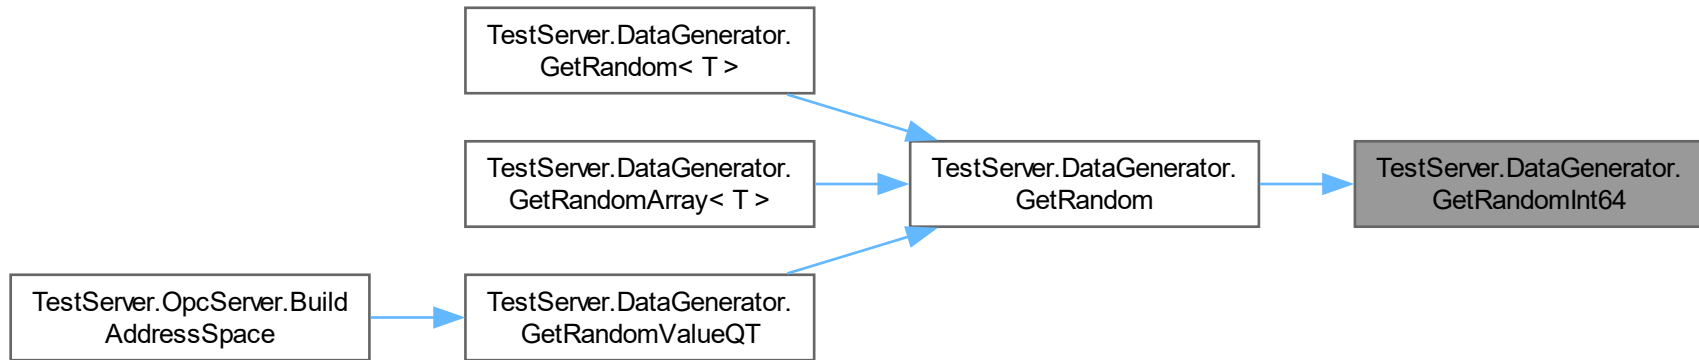 TestServer.DataGenerator.
GetRandom< T >
TestServer.DataGenerator.
GetRandomArray< T >
TestServer.DataGenerator.
GetRandom
TestServer.DataGenerator.
GetRandomInt64
TestServer.OpcServer.Build
AddressSpace
TestServer.DataGenerator.
GetRandomValueQT